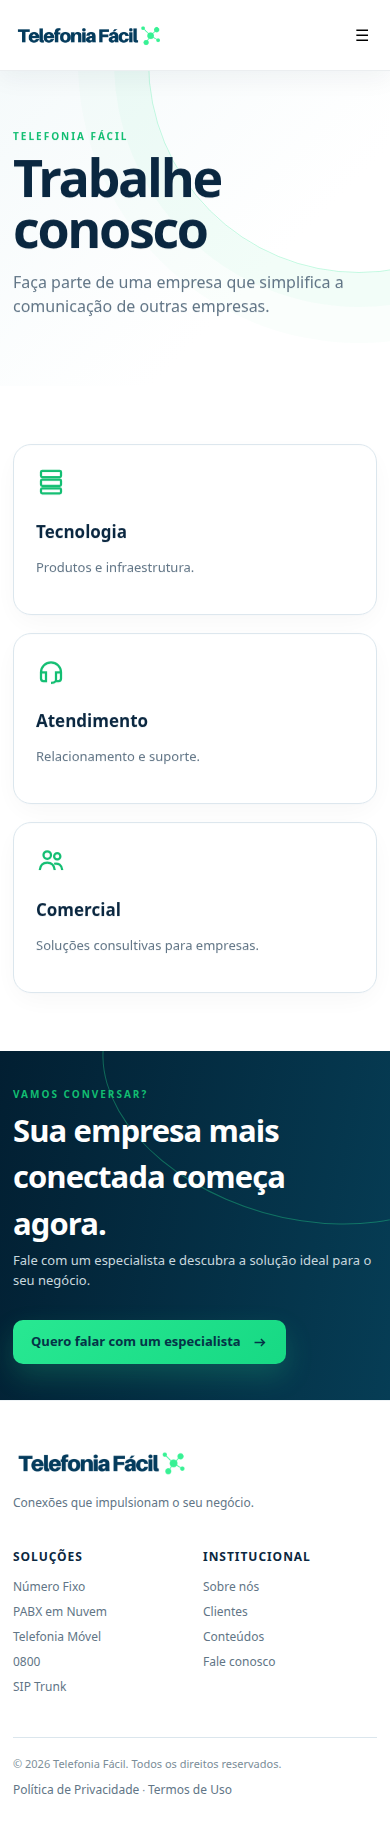 Telefonia Fácil
☰
TELEFONIA FÁCIL
Trabalhe
conosco
Faça parte de uma empresa que simplifica a
comunicação de outras empresas.
Tecnologia
Produtos e infraestrutura.
Atendimento
Relacionamento e suporte.
Comercial
Soluções consultivas para empresas.
VAMOS CONVERSAR?
Sua empresa mais
conectada começa
agora.
Fale com um especialista e descubra a solução ideal para o
seu negócio.
Quero falar com um especialista →
Telefonia Fácil
Conexões que impulsionam o seu negócio.
SOLUÇÕES
Número Fixo
PABX em Nuvem
Telefonia Móvel
0800
SIP Trunk
INSTITUCIONAL
Sobre nós
Clientes
Conteúdos
Fale conosco
© 2026 Telefonia Fácil. Todos os direitos reservados.
Política de Privacidade · Termos de Uso